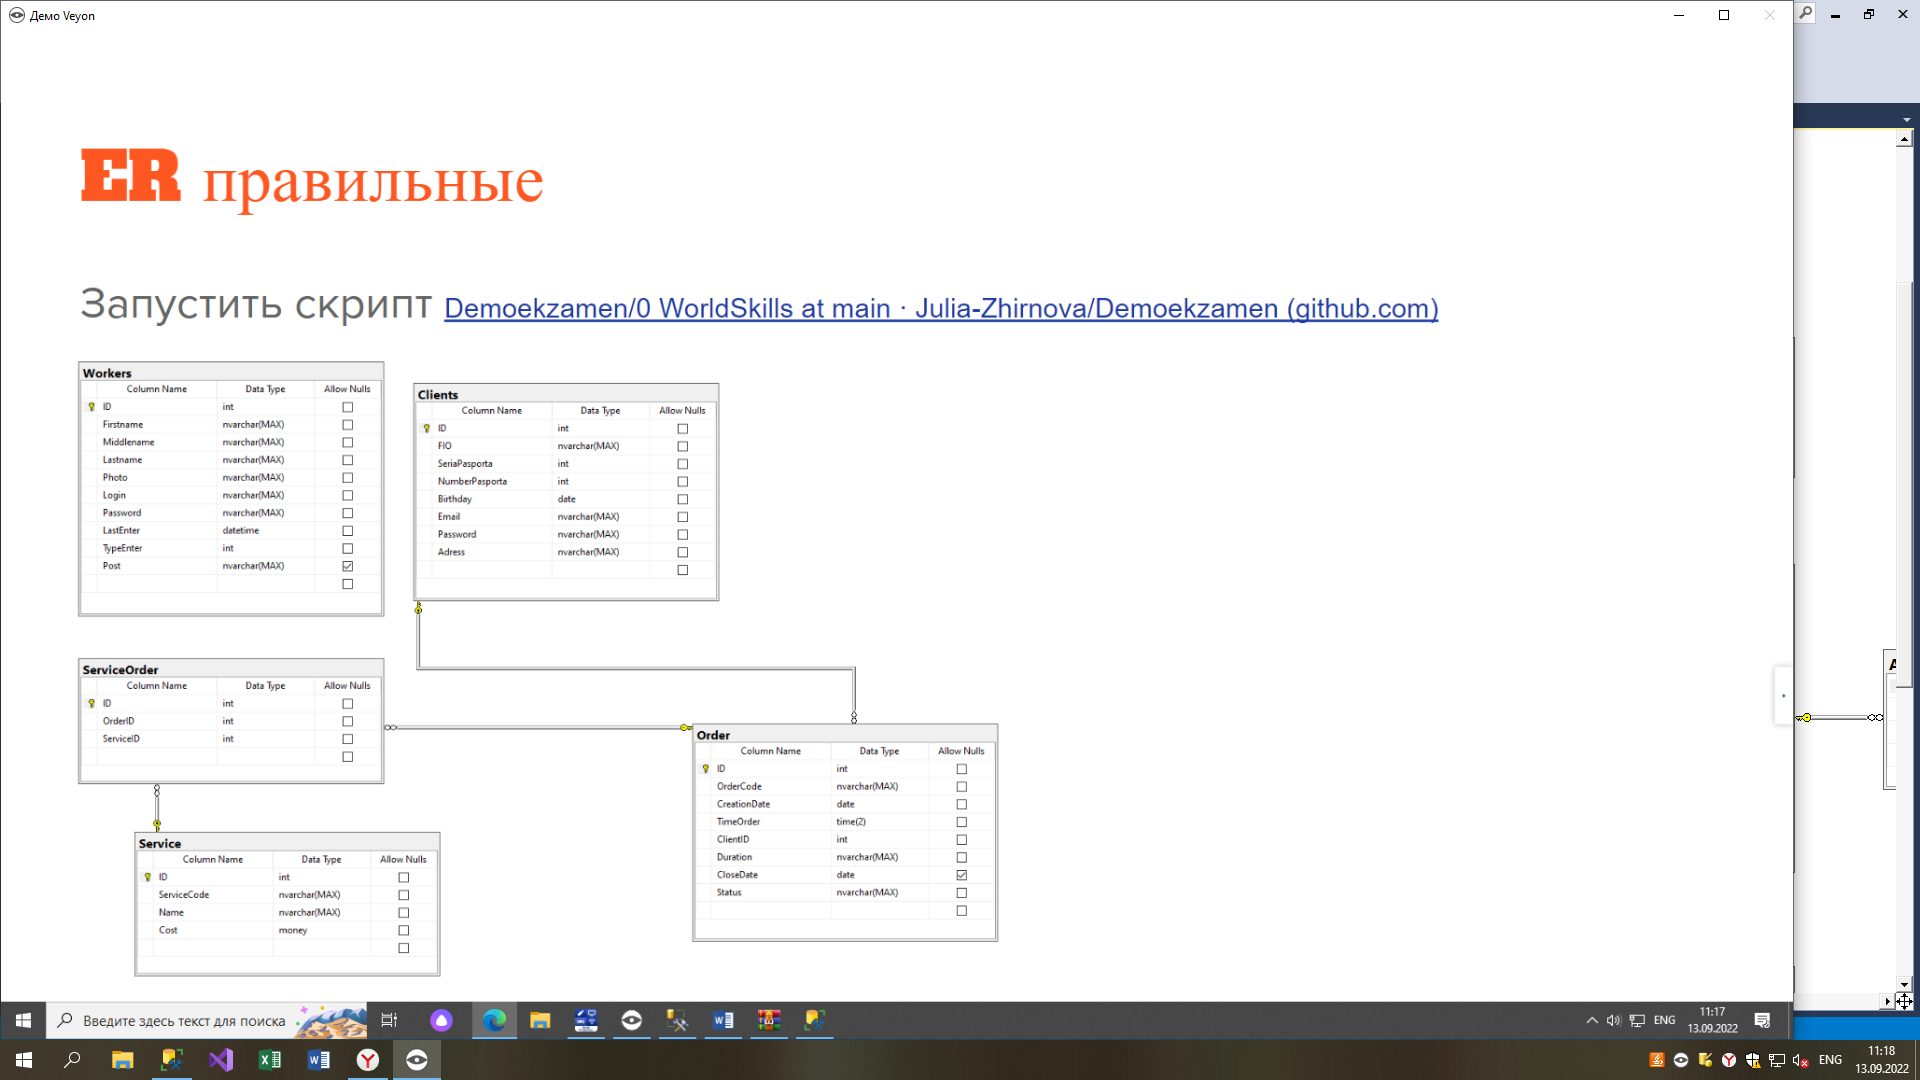 Демо Veyon
ER правильные
Запустить скрипт Demoekzamen/0 WorldSkills at main · Julia-Zhirnova/Demoekzamen (github.com)
Workers
Column Name Data Type Allow Nulls
ID int
Firstname nvarchar(MAX)
Middlename nvarchar(MAX)
Lastname nvarchar(MAX)
Photo nvarchar(MAX)
Login nvarchar(MAX)
Password nvarchar(MAX)
LastEnter datetime
TypeEnter int
Post nvarchar(MAX)
Clients
Column Name Data Type Allow Nulls
ID int
FIO nvarchar(MAX)
SeriaPasporta int
NumberPasporta int
Birthday date
Email nvarchar(MAX)
Password nvarchar(MAX)
Adress nvarchar(MAX)
ServiceOrder
Column Name Data Type Allow Nulls
ID int
OrderID int
ServiceID int
Order
Column Name Data Type Allow Nulls
ID int
OrderCode nvarchar(MAX)
CreationDate date
TimeOrder time(2)
ClientID int
Duration nvarchar(MAX)
CloseDate date
Status nvarchar(MAX)
Service
Column Name Data Type Allow Nulls
ID int
ServiceCode nvarchar(MAX)
Name nvarchar(MAX)
Cost money
Введите здесь текст для поиска
ENG
11:17
13.09.2022
ENG
11:18
13.09.2022